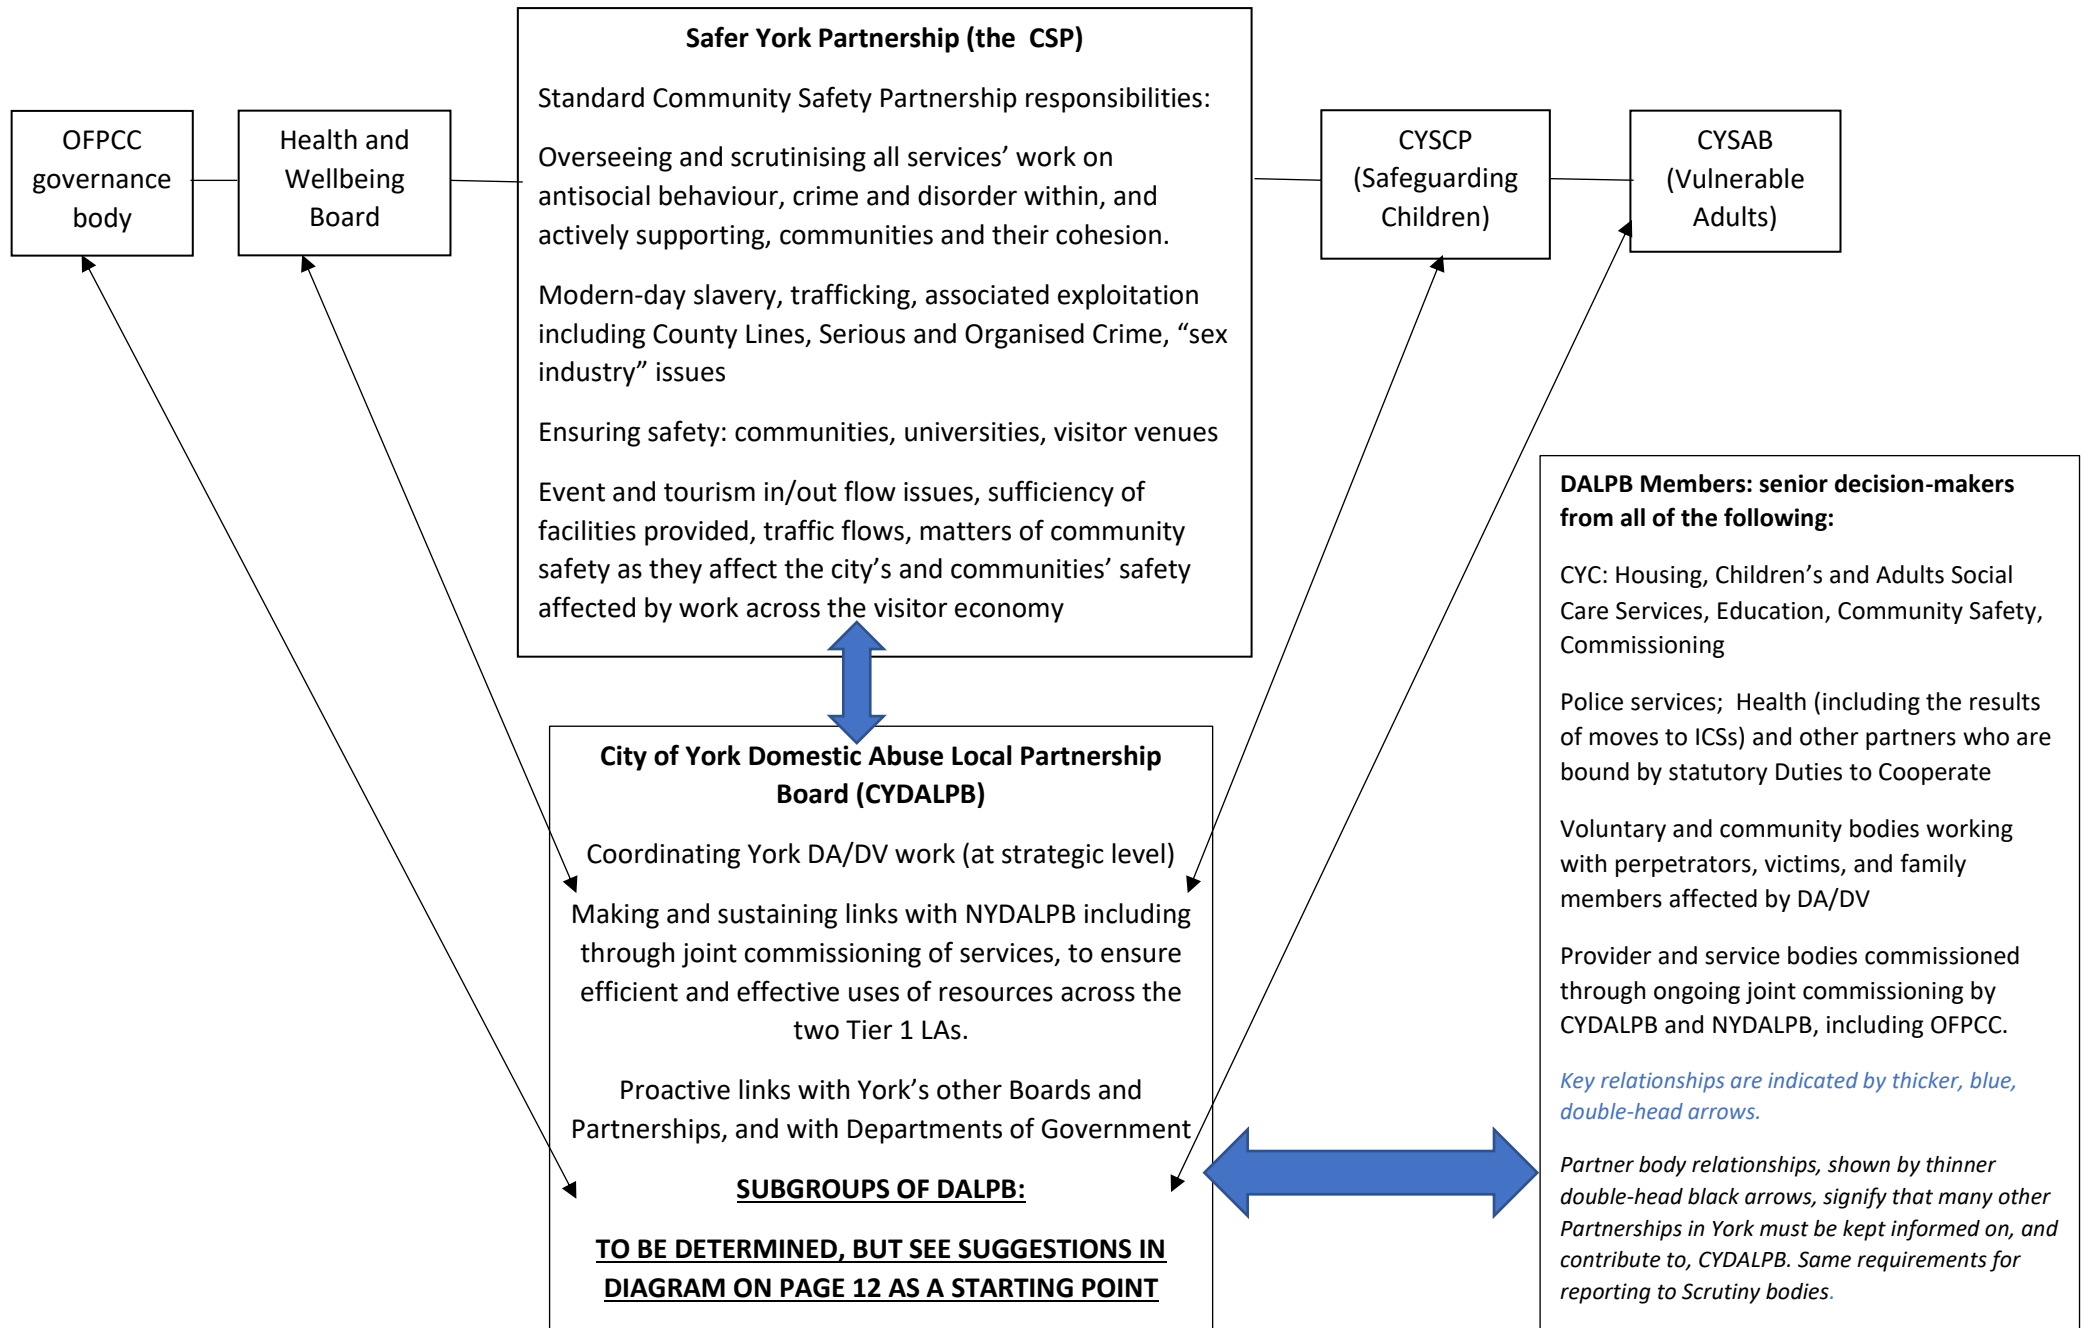 Safer York Partnership (the  CSP)
Standard Community Safety Partnership responsibilities:
Overseeing and scrutinising all services’ work on
antisocial behaviour, crime and disorder within, and
actively supporting, communities and their cohesion.
Modern-day slavery, trafficking, associated exploitation
including County Lines, Serious and Organised Crime, “sex
industry” issues
Ensuring safety: communities, universities, visitor venues
Event and tourism in/out flow issues, sufficiency of
facilities provided, traffic flows, matters of community
safety as they affect the city’s and communities’ safety
affected by work across the visitor economy
OFPCC
governance
body
Health and
Wellbeing
Board
CYSCP
(Safeguarding
Children)
CYSAB
(Vulnerable
Adults)
City of York Domestic Abuse Local Partnership
Board (CYDALPB)
Coordinating York DA/DV work (at strategic level)
Making and sustaining links with NYDALPB including
through joint commissioning of services, to ensure
efficient and effective uses of resources across the
two Tier 1 LAs.
Proactive links with York’s other Boards and
Partnerships, and with Departments of Government
SUBGROUPS OF DALPB:
TO BE DETERMINED, BUT SEE SUGGESTIONS IN
DIAGRAM ON PAGE 12 AS A STARTING POINT
DALPB Members: senior decision-makers
from all of the following:
CYC: Housing, Children’s and Adults Social
Care Services, Education, Community Safety,
Commissioning
Police services;  Health (including the results
of moves to ICSs) and other partners who are
bound by statutory Duties to Cooperate
Voluntary and community bodies working
with perpetrators, victims, and family
members affected by DA/DV
Provider and service bodies commissioned
through ongoing joint commissioning by
CYDALPB and NYDALPB, including OFPCC.
Key relationships are indicated by thicker, blue,
double-head arrows.
Partner body relationships, shown by thinner
double-head black arrows, signify that many other
Partnerships in York must be kept informed on, and
contribute to, CYDALPB. Same requirements for
reporting to Scrutiny bodies.